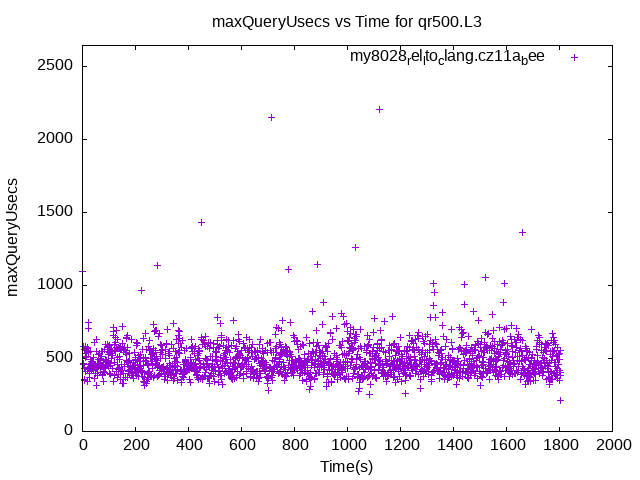 maxQueryUsecs vs Time for qr500.L3
my8028relltoclang.cz11abee
maxQueryUsecs
2500
2000
1500
1000
500
0
0 200 400 600 800 1000 1200 1400 1600 1800 2000
Time(s)